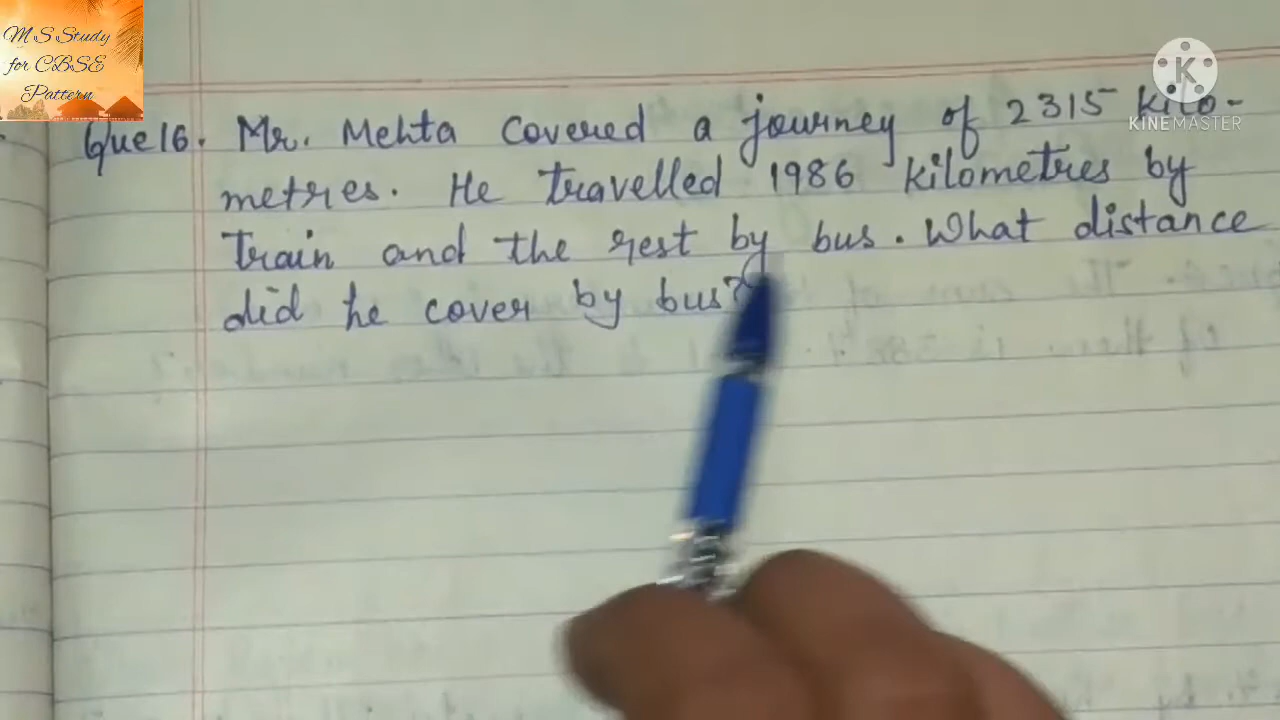 M S Study
for CBSE
Pattern
KINEMASTER
Que16. Mr. Mehta covered a journey of 2315 kilo-
metres. He travelled 1986 kilometres by
train and the rest by bus. What distance
did he cover by bus?